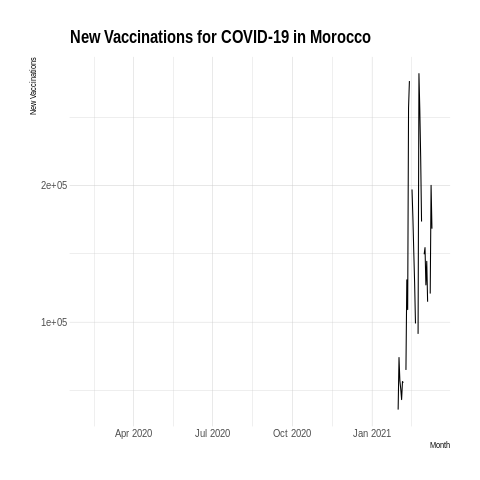 New Vaccinations for COVID-19 in Morocco
New Vaccinations
2e+05
1e+05
Apr 2020
Jul 2020
Oct 2020
Jan 2021
Month